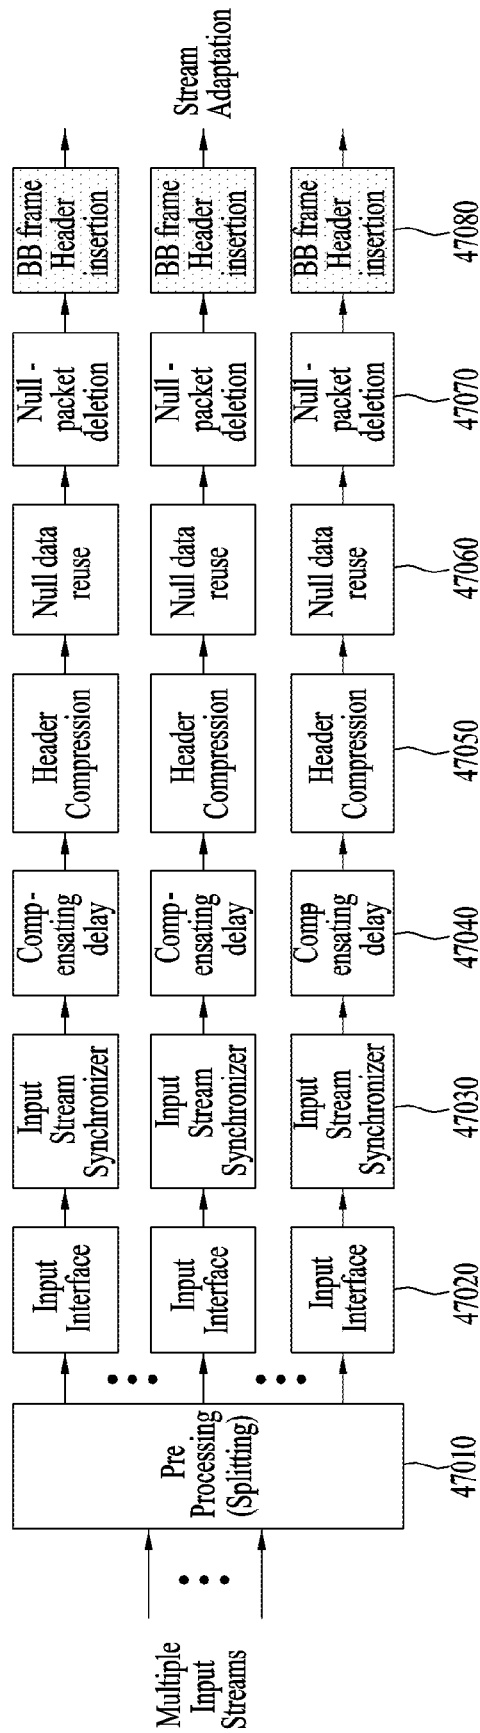 Multiple
Input
Streams
Pre
Processing
(Splitting)
47010
Input
Interface
Input
Stream
Synchronizer
Comp -
ensating
delay
Header
Compression
Null data
reuse
Null -
packet
deletion
BB frame
Header
insertion
Input
Interface
Input
Stream
Synchronizer
Comp -
ensating
delay
Header
Compression
Null data
reuse
Null -
packet
deletion
BB frame
Header
insertion
Stream
Adaptation
Input
Interface
Input
Stream
Synchronizer
Comp-
ensating
delay
Header
Compression
Null data
reuse
Null -
packet
deletion
BB frame
Header
insertion
47020
47030
47040
47050
47060
47070
47080